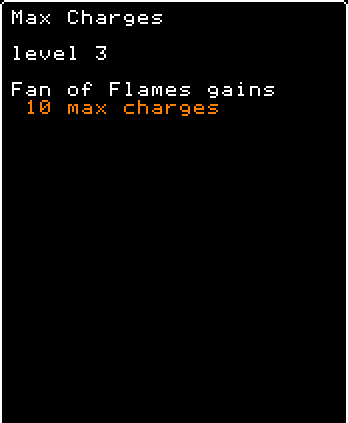 Max Charges
level 3
Fan of Flames gains
10 max charges